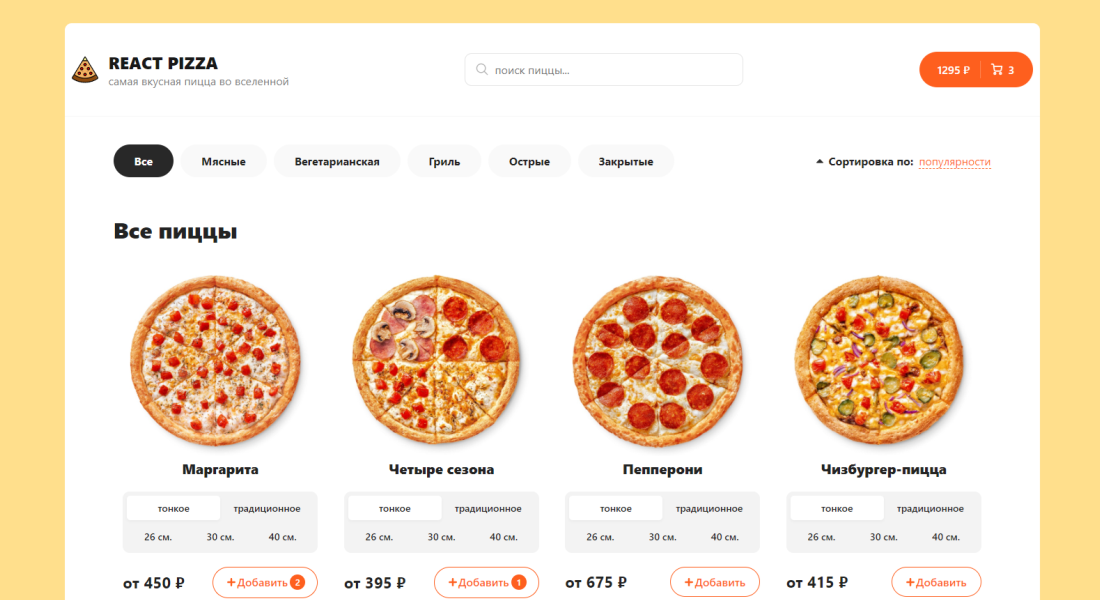 REACT PIZZA
самая вкусная пицца во вселенной
поиск пиццы...
1295 ₽ 3
Все Мясные Вегетарианская Гриль Острые Закрытые Сортировка по: популярности
Все пиццы
Маргарита Четыре сезона Пепперони Чизбургер-пицца
тонкое традиционное тонкое традиционное тонкое традиционное тонкое традиционное
26 см. 30 см. 40 см. 26 см. 30 см. 40 см. 26 см. 30 см. 40 см. 26 см. 30 см. 40 см.
от 450 ₽ +Добавить 2 от 395 ₽ +Добавить 1 от 675 ₽ +Добавить от 415 ₽ +Добавить